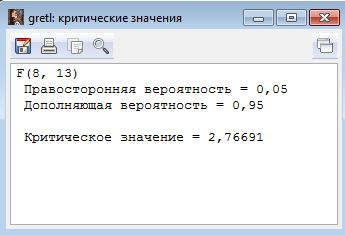 gretl: критические значения
F(8, 13)
Правосторонняя вероятность = 0,05
Дополняющая вероятность = 0,95
Критическое значение = 2,76691